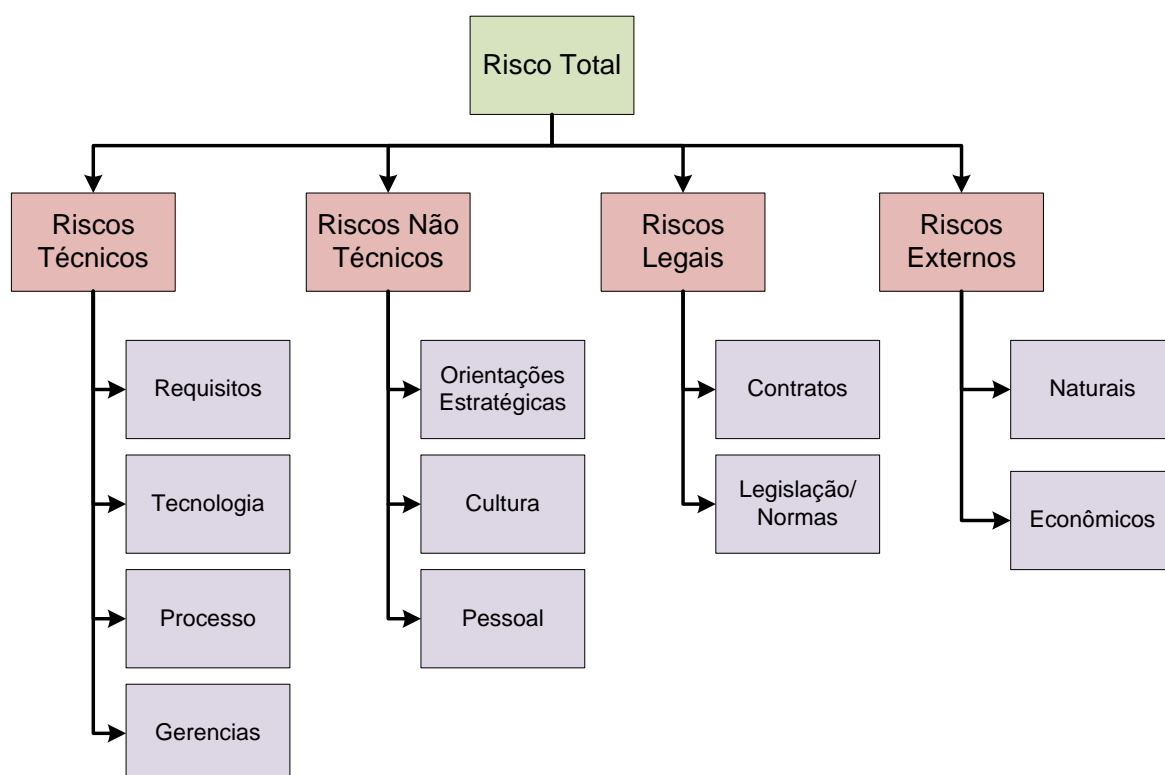 Risco Total
Riscos
Técnicos
Riscos Não
Técnicos
Riscos
Legais
Riscos
Externos
Requisitos
Orientações
Estratégicas
Contratos
Naturais
Tecnologia
Cultura
Legislação/
Normas
Econômicos
Processo
Pessoal
Gerencias